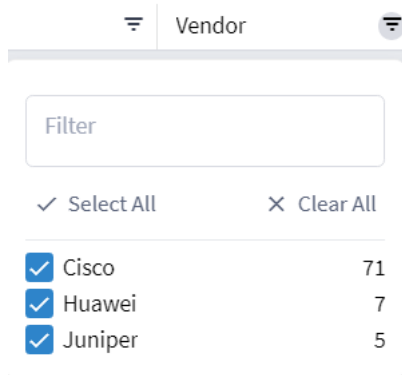 Vendor
Filter
Select All Clear All
Cisco 71
Huawei 7
Juniper 5